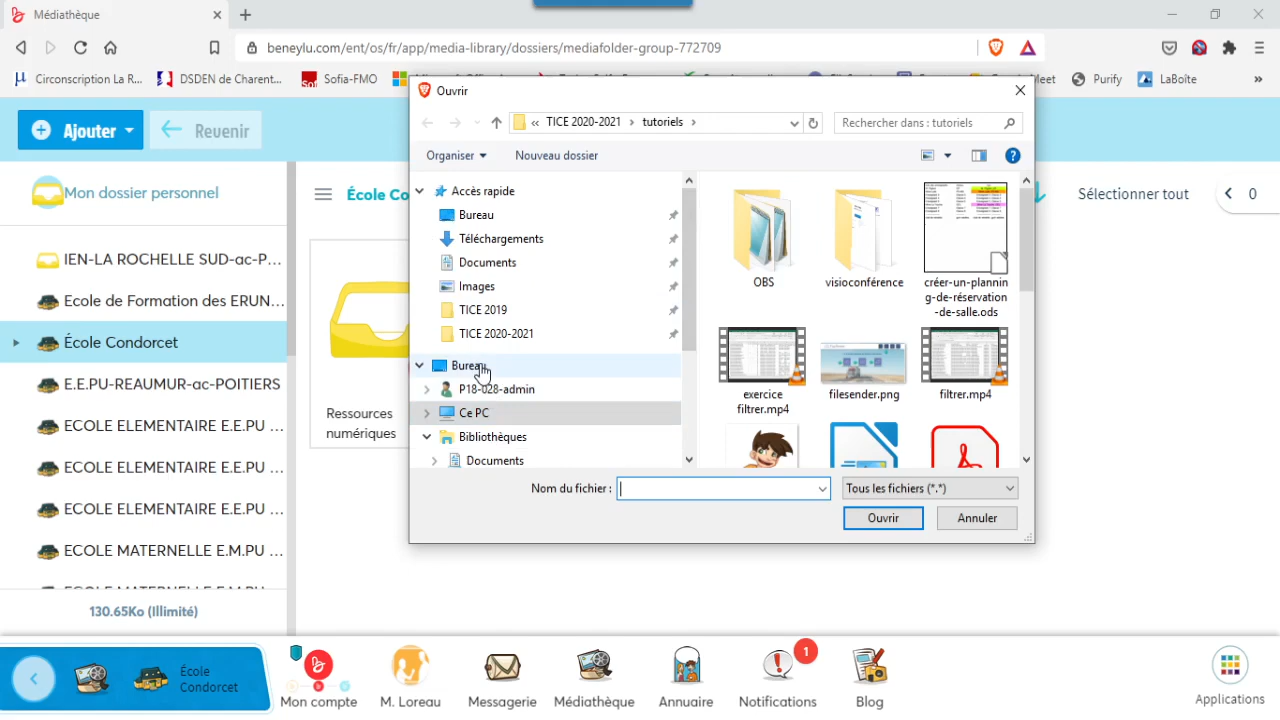 Médiathèque
beneylu.com/ent/os/fr/app/media-library/dossiers/mediafolder-group-772709
Circonscription La R...
DSDEN de Charent...
Sofia-FMO
Meet
Purify
LaBoîte
»
Ajouter
Revenir
Mon dossier personnel
IEN-LA ROCHELLE SUD-ac-P...
Ecole de Formation des ERUN...
École Condorcet
E.E.PU-REAUMUR-ac-POITIERS
ECOLE ELEMENTAIRE E.E.PU ...
ECOLE ELEMENTAIRE E.E.PU ...
ECOLE ELEMENTAIRE E.E.PU ...
ECOLE MATERNELLE E.M.PU ...
130.65Ko (Illimité)
École Co
Sélectionner tout
0
Ressources
numériques
Ouvrir
« TICE 2020-2021 › tutoriels ›
Rechercher dans : tutoriels
Organiser
Nouveau dossier
Accès rapide
Bureau
Téléchargements
Documents
Images
TICE 2019
TICE 2020-2021
Bureau
P18-028-admin
Ce PC
Bibliothèques
Documents
OBS
visioconférence
créer-un-plannin
g-de-réservation
-de-salle.ods
exercice
filtrer.mp4
filesender.png
filtrer.mp4
Nom du fichier :
Tous les fichiers (*.*)
Ouvrir
Annuler
École
Condorcet
Mon compte
M. Loreau
Messagerie
Médiathèque
Annuaire
1
Notifications
Blog
Applications